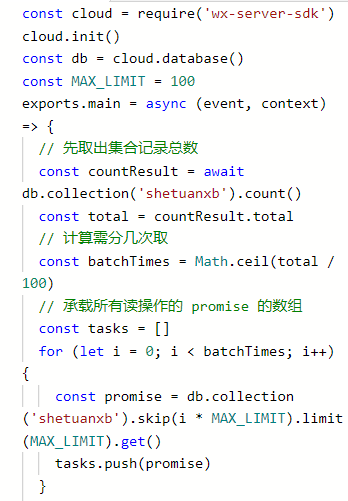 const cloud = require('wx-server-sdk')
cloud.init()
const db = cloud.database()
const MAX_LIMIT = 100
exports.main = async (event, context)
=> {
// 先取出集合记录总数
const countResult = await
db.collection('shetuanxb').count()
const total = countResult.total
// 计算需分几次取
const batchTimes = Math.ceil(total /
100)
// 承载所有读操作的 promise 的数组
const tasks = []
for (let i = 0; i < batchTimes; i++)
{
const promise = db.collection
('shetuanxb').skip(i * MAX_LIMIT).limit
(MAX_LIMIT).get()
tasks.push(promise)
}